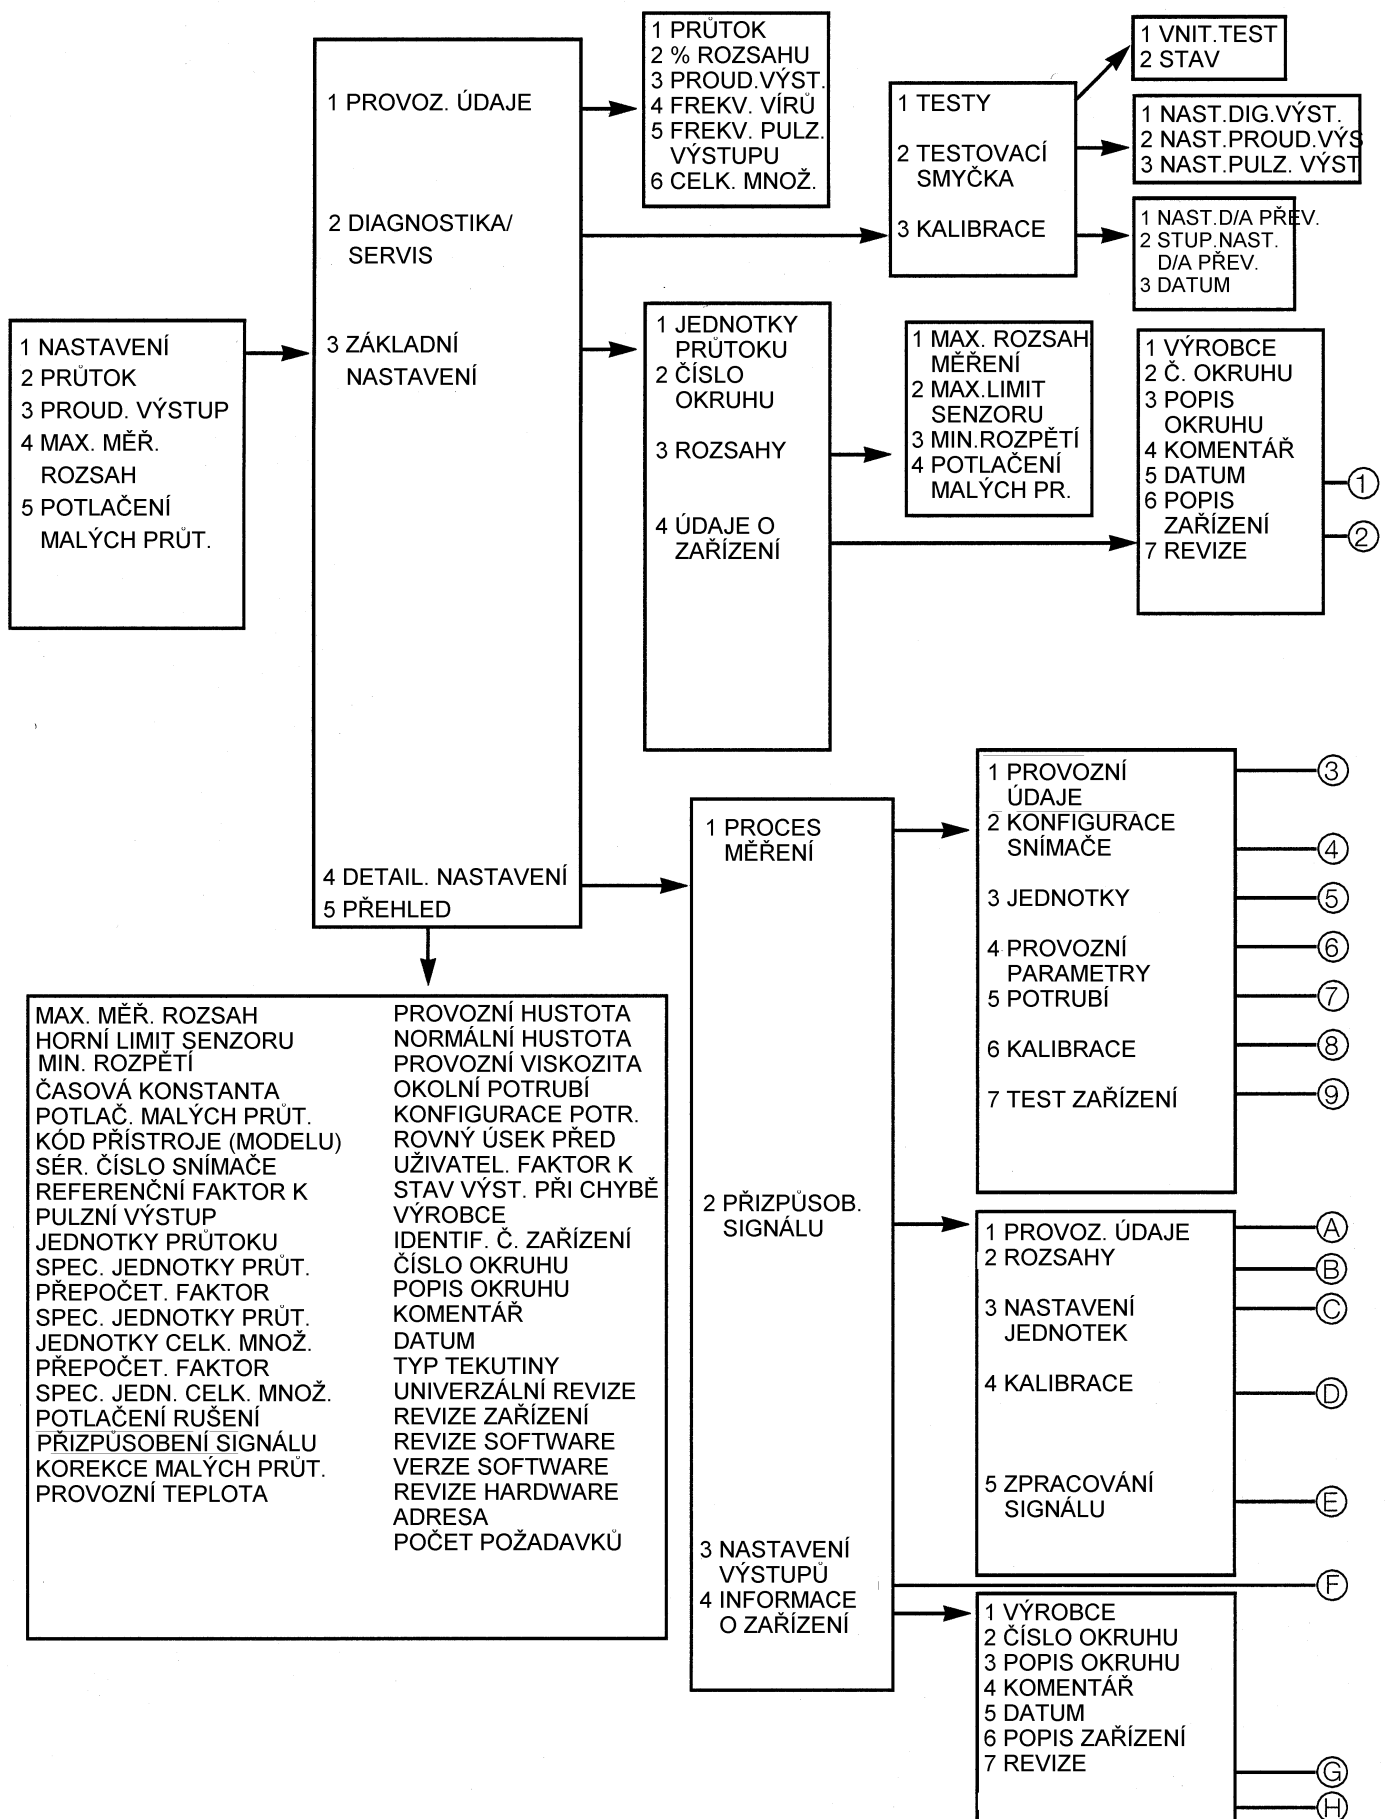 1 NASTAVENÍ
2 PRŮTOK
3 PROUD. VÝSTUP
4 MAX. MĚŘ.
ROZSAH
5 POTLAČENÍ
MALÝCH PRŮT.
1 PROVOZ. ÚDAJE
2 DIAGNOSTIKA/
SERVIS
3 ZÁKLADNÍ
NASTAVENÍ
4 DETAIL. NASTAVENÍ
5 PŘEHLED
1 PRŮTOK
2 % ROZSAHU
3 PROUD.VÝST.
4 FREKV. VÍRŮ
5 FREKV. PULZ.
VÝSTUPU
6 CELK. MNOŽ.
1 TESTY
2 TESTOVACÍ
SMYČKA
3 KALIBRACE
1 VNIT.TEST
2 STAV
1 NAST.DIG.VÝST.
2 NAST.PROUD.VÝS
3 NAST.PULZ. VÝST
1 NAST.D/A PŘEV.
2 STUP.NAST.
D/A PŘEV.
3 DATUM
1 JEDNOTKY
PRŮTOKU
2 ČÍSLO
OKRUHU
3 ROZSAHY
4 ÚDAJE O
ZAŘÍZENÍ
1 MAX. ROZSAH
MĚŘENÍ
2 MAX.LIMIT
SENZORU
3 MIN.ROZPĚTÍ
4 POTLAČENÍ
MALÝCH PR.
1 VÝROBCE
2 Č. OKRUHU
3 POPIS
OKRUHU
4 KOMENTÁŘ
5 DATUM
6 POPIS
ZAŘÍZENÍ
7 REVIZE
1
2
MAX. MĚŘ. ROZSAH
HORNÍ LIMIT SENZORU
MIN. ROZPĚTÍ
ČASOVÁ KONSTANTA
POTLAČ. MALÝCH PRŮT.
KÓD PŘÍSTROJE (MODELU)
SÉR. ČÍSLO SNÍMAČE
REFERENČNÍ FAKTOR K
PULZNÍ VÝSTUP
JEDNOTKY PRŮTOKU
SPEC. JEDNOTKY PRŮT.
PŘEPOČET. FAKTOR
SPEC. JEDNOTKY PRŮT.
JEDNOTKY CELK. MNOŽ.
PŘEPOČET. FAKTOR
SPEC. JEDN. CELK. MNOŽ.
POTLAČENÍ RUŠENÍ
PŘIZPŮSOBENÍ SIGNÁLU
KOREKCE MALÝCH PRŮT.
PROVOZNÍ TEPLOTA
PROVOZNÍ HUSTOTA
NORMÁLNÍ HUSTOTA
PROVOZNÍ VISKOZITA
OKOLNÍ POTRUBÍ
KONFIGURACE POTR.
ROVNÝ ÚSEK PŘED
UŽIVATEL. FAKTOR K
STAV VÝST. PŘI CHYBĚ
VÝROBCE
IDENTIF. Č. ZAŘÍZENÍ
ČÍSLO OKRUHU
POPIS OKRUHU
KOMENTÁŘ
DATUM
TYP TEKUTINY
UNIVERZÁLNÍ REVIZE
REVIZE ZAŘÍZENÍ
REVIZE SOFTWARE
VERZE SOFTWARE
REVIZE HARDWARE
ADRESA
POČET POŽADAVKŮ
1 PROCES
MĚŘENÍ
2 PŘIZPŮSOB.
SIGNÁLU
3 NASTAVENÍ
VÝSTUPŮ
4 INFORMACE
O ZAŘÍZENÍ
1 PROVOZNÍ
ÚDAJE
2 KONFIGURACE
SNÍMAČE
3 JEDNOTKY
4 PROVOZNÍ
PARAMETRY
5 POTRUBÍ
6 KALIBRACE
7 TEST ZAŘÍZENÍ
3
4
5
6
7
8
9
1 PROVOZ. ÚDAJE
2 ROZSAHY
3 NASTAVENÍ
JEDNOTEK
4 KALIBRACE
5 ZPRACOVÁNÍ
SIGNÁLU
A
B
C
D
E
F
1 VÝROBCE
2 ČÍSLO OKRUHU
3 POPIS OKRUHU
4 KOMENTÁŘ
5 DATUM
6 POPIS ZAŘÍZENÍ
7 REVIZE
G
H